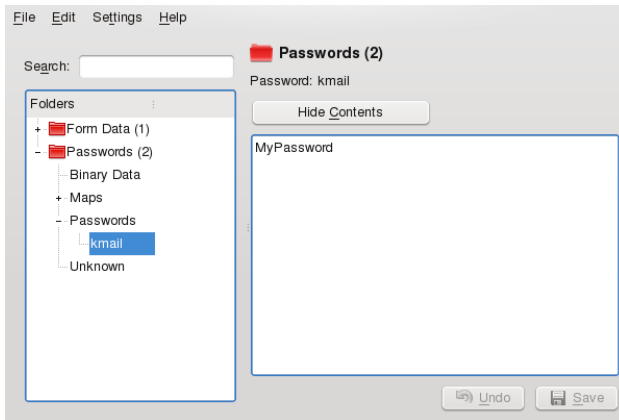 File Edit Settings Help
Search:
Folders
Form Data (1)
Passwords (2)
Binary Data
Maps
Passwords
kmail
Unknown
Passwords (2)
Password: kmail
Hide Contents
MyPassword
Undo Save